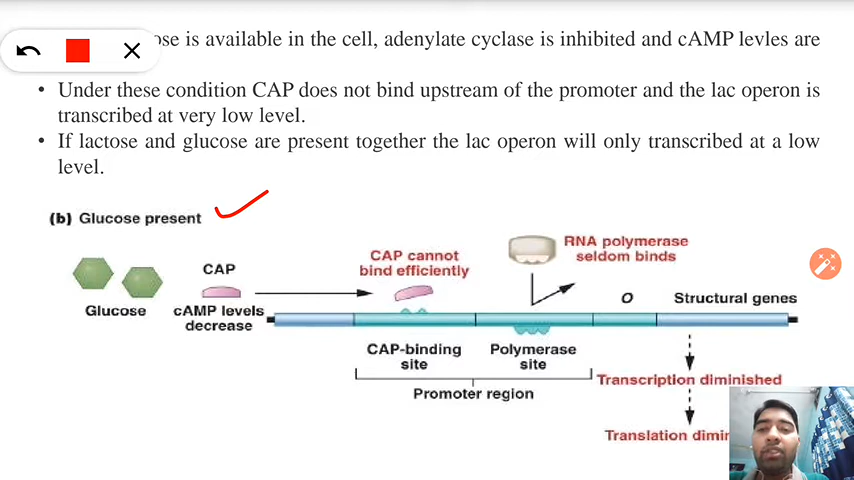 ose is available in the cell, adenylate cyclase is inhibited and cAMP levles are
• Under these condition CAP does not bind upstream of the promoter and the lac operon is
transcribed at very low level.
• If lactose and glucose are present together the lac operon will only transcribed at a low
level.
(b) Glucose present
RNA polymerase
seldom binds
CAP cannot
bind efficiently
CAP
Glucose
cAMP levels
decrease
O
Structural genes
CAP-binding
site
Polymerase
site
Promoter region
Transcription diminished
Translation dimi